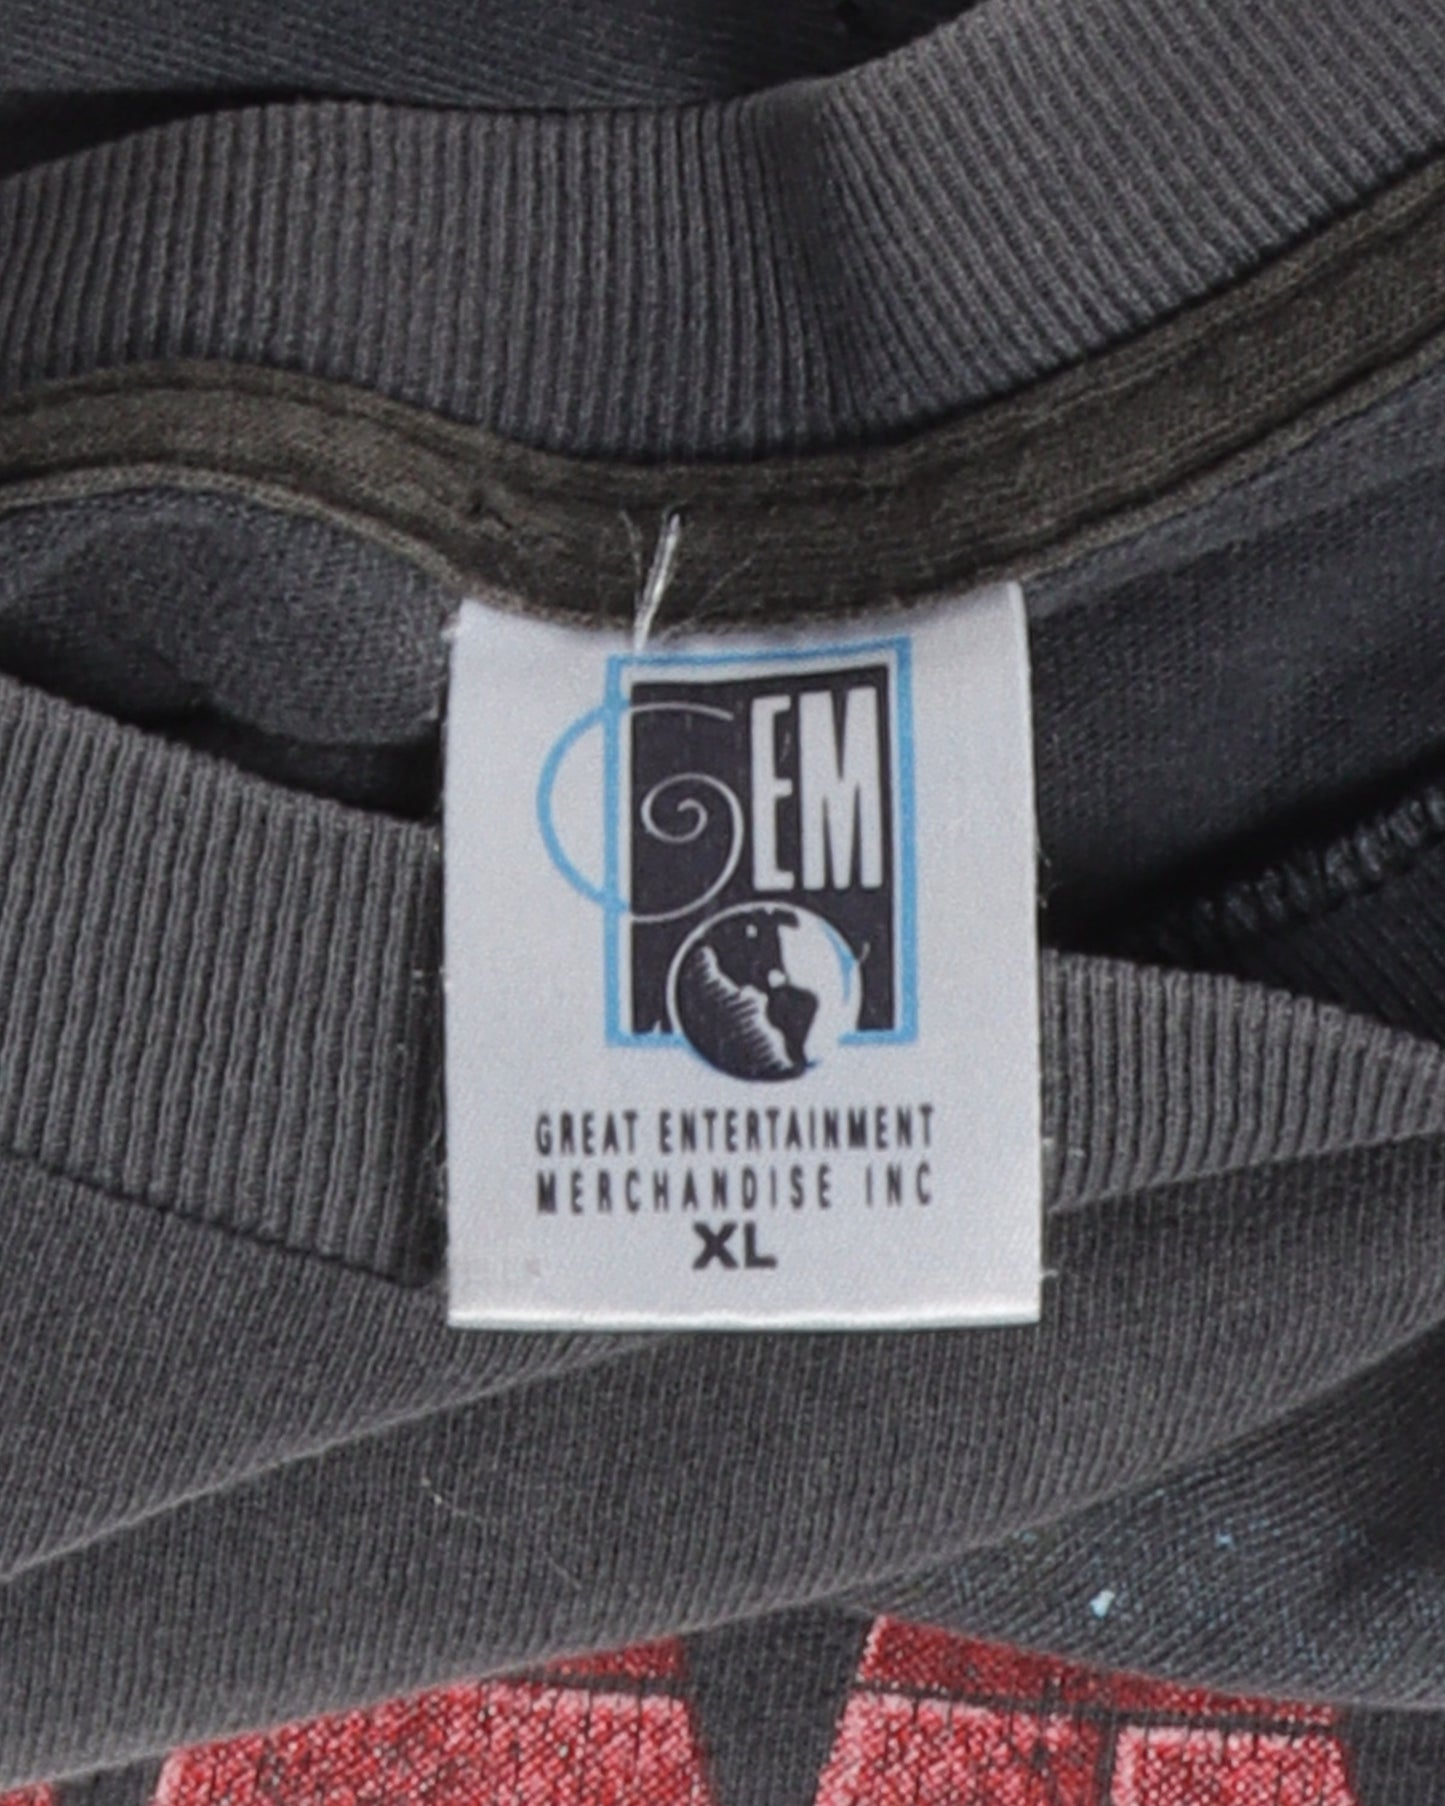 GEM
GREAT ENTERTAINMENT
MERCHANDISE INC
XL